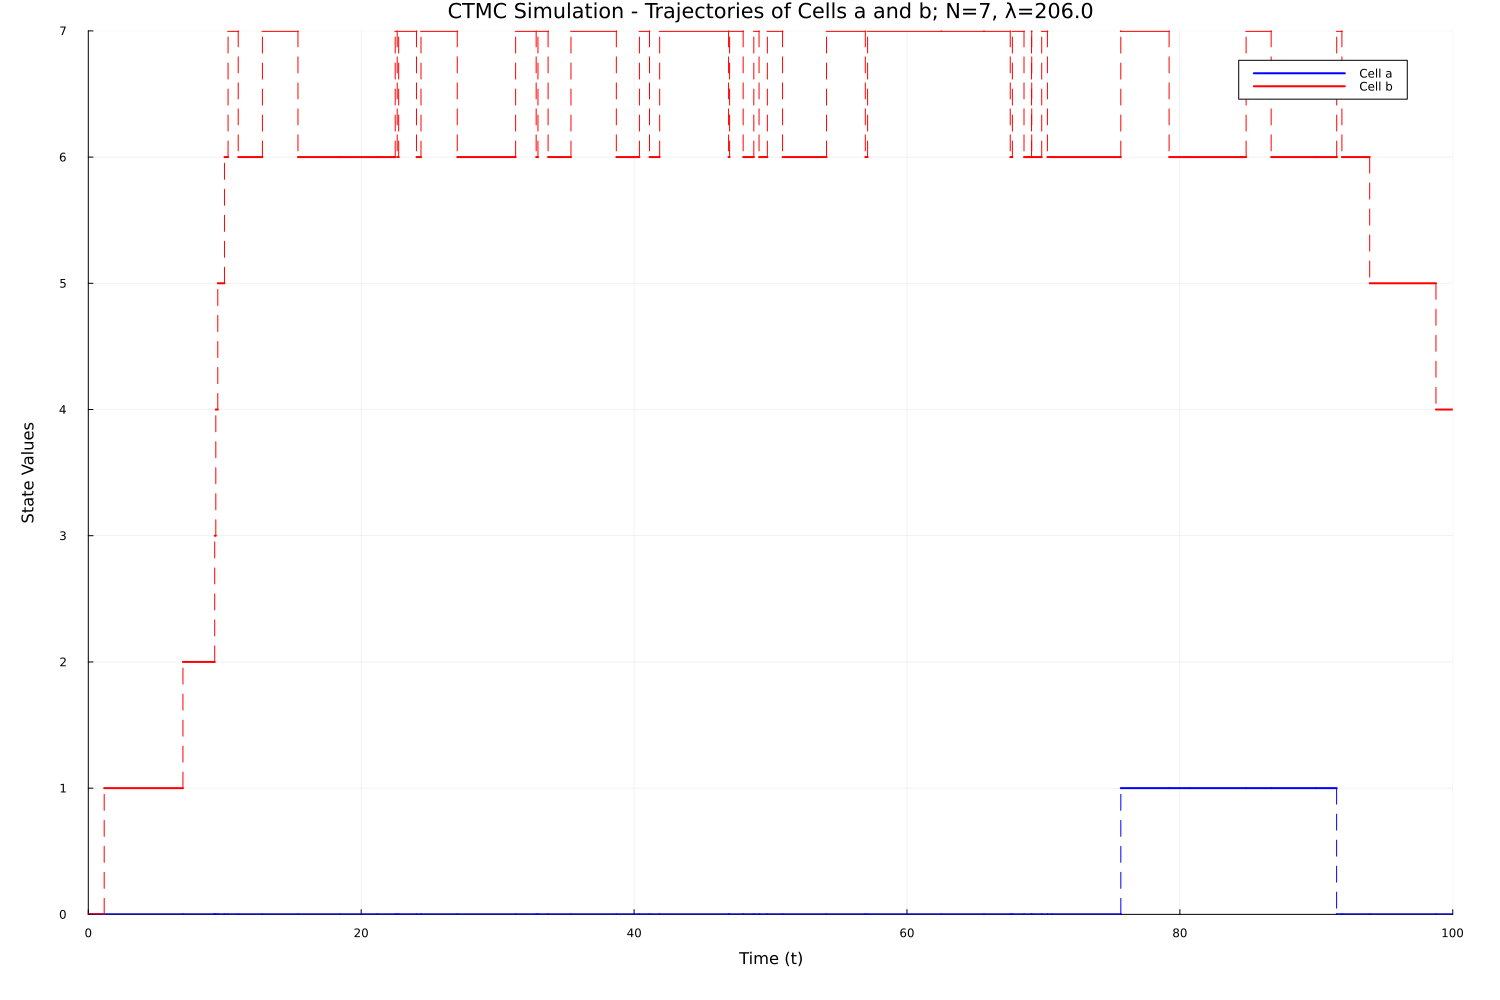 CTMC Simulation - Trajectories of Cells a and b; N=7, λ=206.0
7
6
5
4
3
2
1
0
State Values
Cell a
Cell b
0 20 40 60 80 100
Time (t)